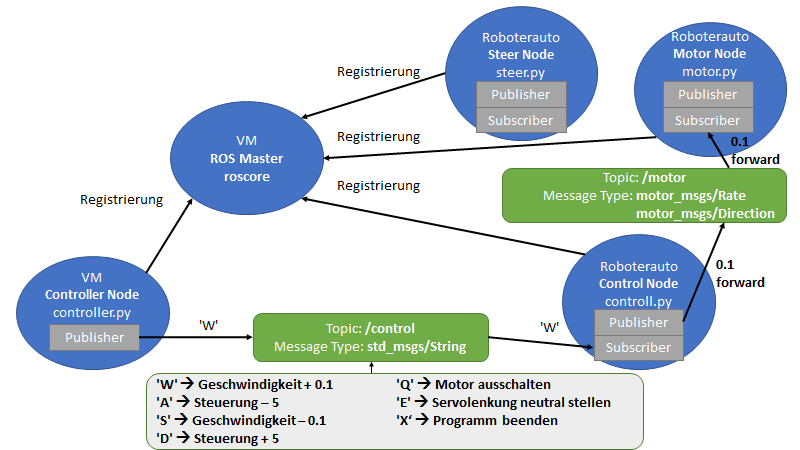 Roboterauto
Steer Node
steer.py
Publisher
Subscriber
Roboterauto
Motor Node
motor.py
Publisher
Subscriber
Registrierung
VM
ROS Master
roscore
Registrierung
0.1
forward
Registrierung
Topic: /motor
Message Type: motor_msgs/Rate
motor_msgs/Direction
Registrierung
VM
Controller Node
controller.py
Publisher
Roboterauto
Control Node
controll.py
Publisher
Subscriber
0.1
forward
'W'
Topic: /control
Message Type: std_msgs/String
'W'
'W' → Geschwindigkeit + 0.1
'A' → Steuerung – 5
'S' → Geschwindigkeit – 0.1
'D' → Steuerung + 5
'Q' → Motor ausschalten
'E' → Servolenkung neutral stellen
'X‘ → Programm beenden